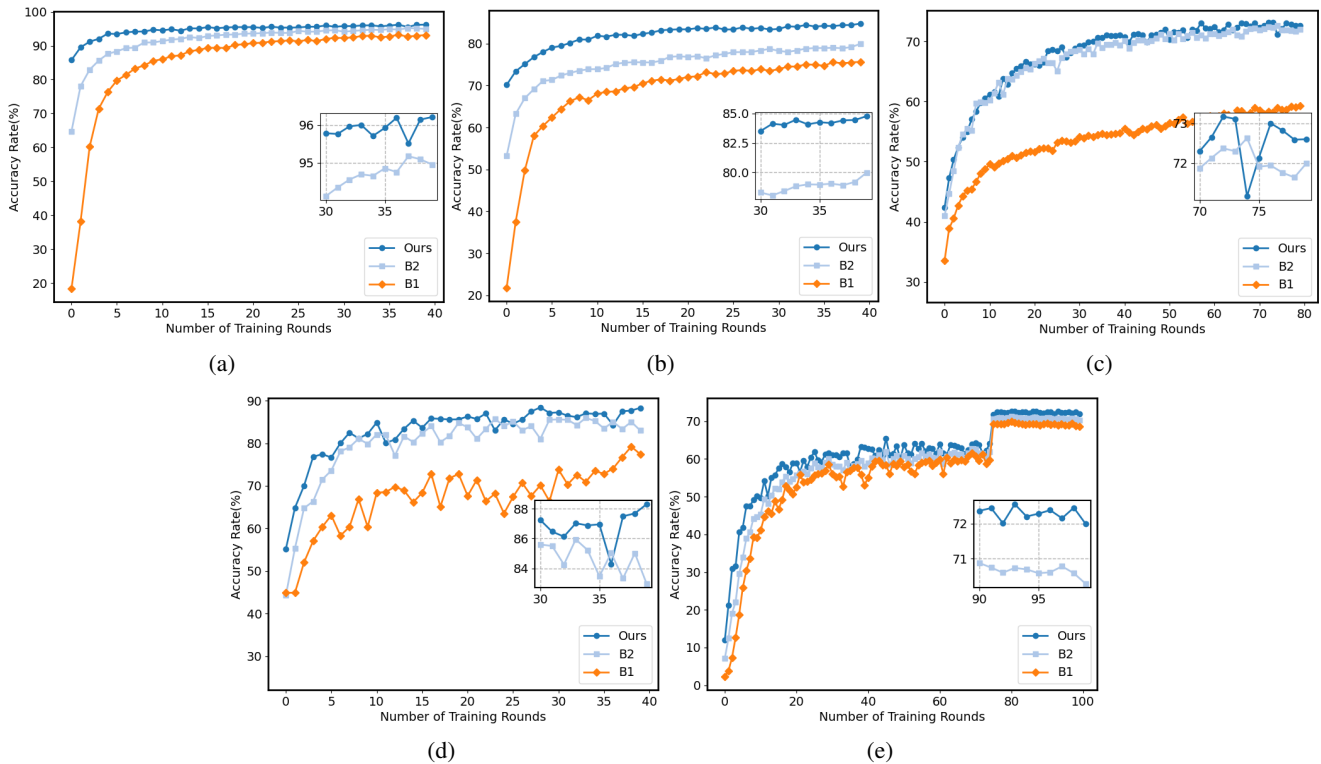 100
90
80
70
60
50
40
30
20
Accuracy Rate(%)
96
95
30 35
Ours
B2
B1
0 5 10 15 20 25 30 35 40
Number of Training Rounds
(a)
80
70
60
50
40
30
20
Accuracy Rate(%)
85.0
82.5
80.0
30 35
Ours
B2
B1
0 5 10 15 20 25 30 35 40
Number of Training Rounds
(b)
70
60
50
40
30
Accuracy Rate(%)
73
72
70 75
Ours
B2
B1
0 10 20 30 40 50 60 70 80
Number of Training Rounds
(c)
90
80
70
60
50
40
30
Accuracy Rate(%)
88
86
84
30 35
Ours
B2
B1
0 5 10 15 20 25 30 35 40
Number of Training Rounds
(d)
70
60
50
40
30
20
10
0
Accuracy Rate(%)
72
71
90 95
Ours
B2
B1
0 20 40 60 80 100
Number of Training Rounds
(e)